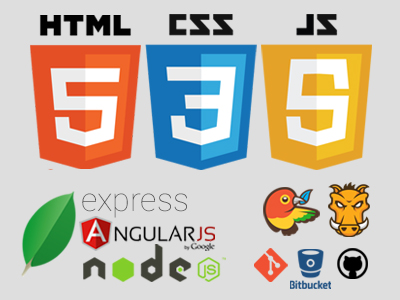 HTML CSS JS
5 3 5
express
ANGULARJS
by Google
node
JS
Bitbucket